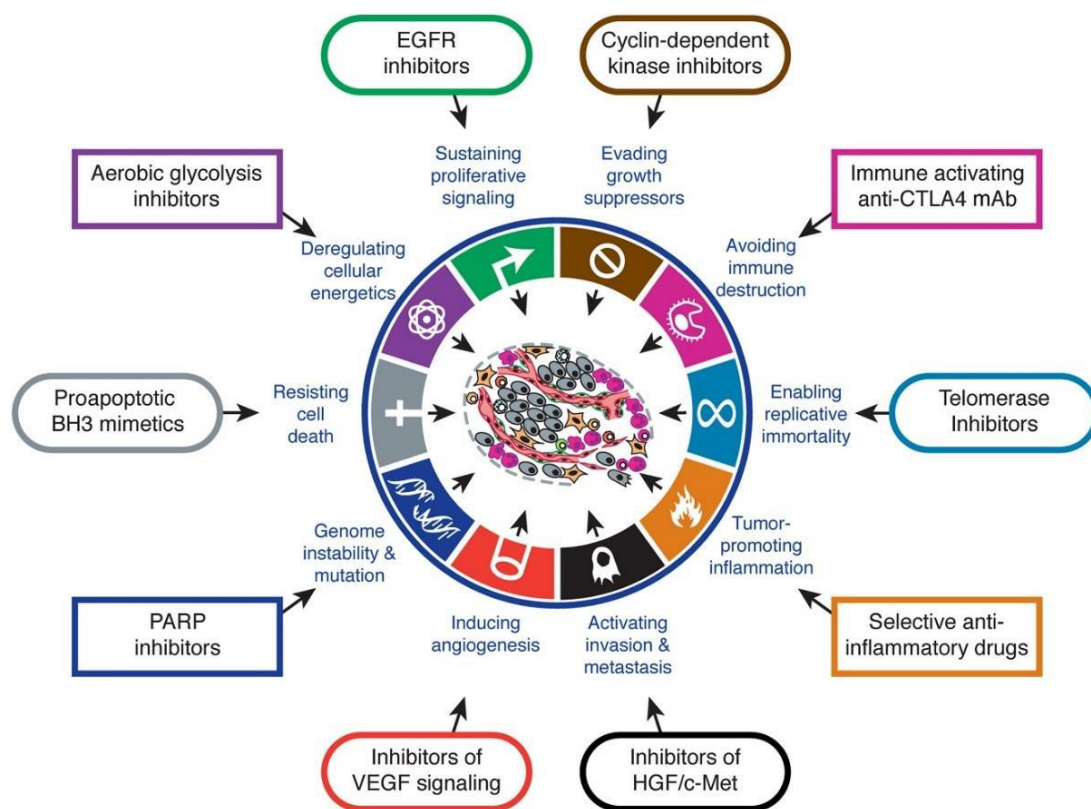 EGFR
inhibitors
Cyclin-dependent
kinase inhibitors
Sustaining
proliferative
signaling
Evading
growth
suppressors
Aerobic glycolysis
inhibitors
Immune activating
anti-CTLA4 mAb
Deregulating
cellular
energetics
Avoiding
immune
destruction
Proapoptotic
BH3 mimetics
Resisting
cell
death
Enabling
replicative
immortality
Telomerase
Inhibitors
Genome
instability &
mutation
Tumor-
promoting
inflammation
PARP
inhibitors
Inducing
angiogenesis
Activating
invasion &
metastasis
Selective anti-
inflammatory drugs
Inhibitors of
VEGF signaling
Inhibitors of
HGF/c-Met